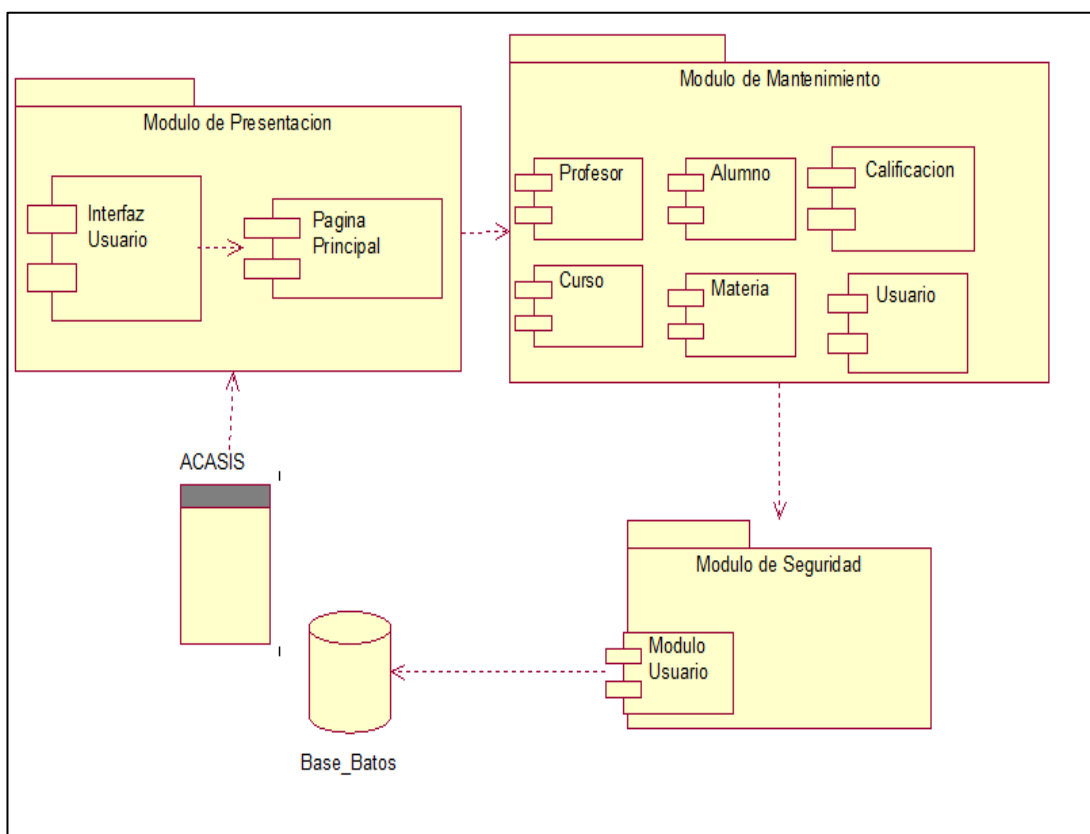 Modulo de Presentacion
Interfaz
Usuario
Pagina
Principal
Modulo de Mantenimiento
Profesor
Alumno
Calificacion
Curso
Materia
Usuario
ACASIS
Modulo de Seguridad
Modulo
Usuario
Base_Batos